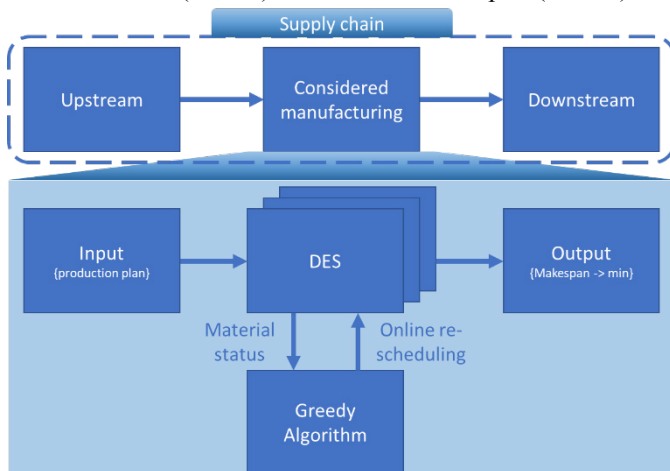 Supply chain
Upstream
Considered
manufacturing
Downstream
Input
{production plan}
DES
Output
{Makespan -> min}
Material
status
Online re-
scheduling
Greedy
Algorithm